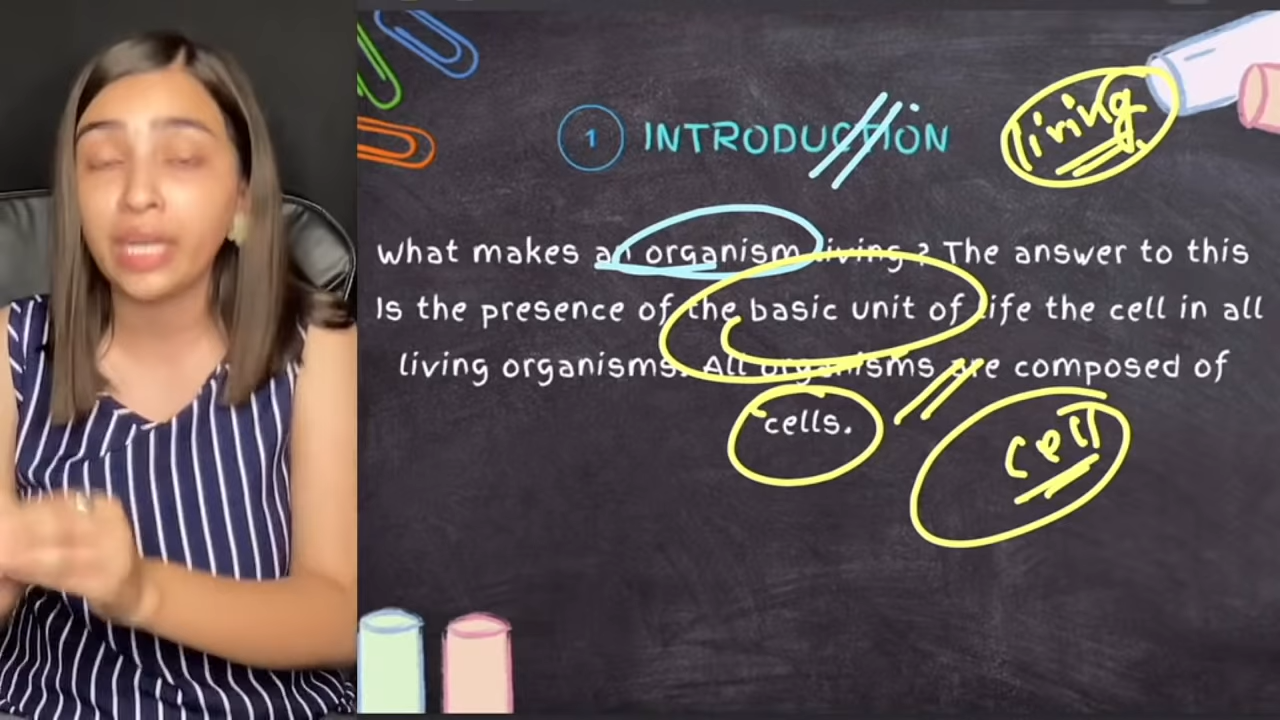 1 INTRODUCTION
living
What makes an organism living ? The answer to this
Is the presence of the basic unit of life the cell in all
living organisms. All organisms are composed of
cells.
cell